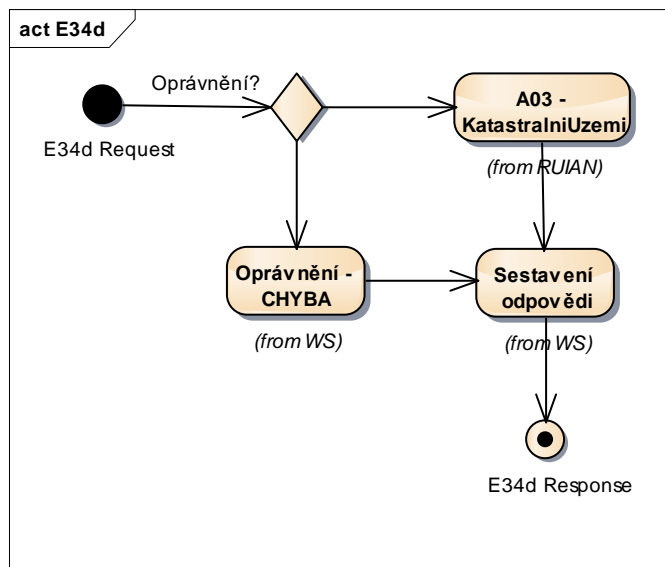 act E34d
Oprávnění?
E34d Request
A03 -
KatastralniUzemi
(from RUIAN)
Oprávnění -
CHYBA
(from WS)
Sestavení
odpovědi
(from WS)
E34d Response